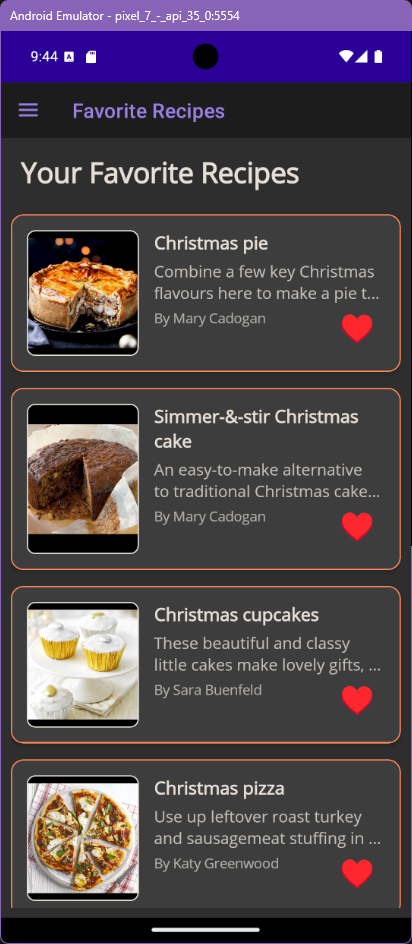 Android Emulator - pixel_7_-_api_35_0:5554
9:44
Favorite Recipes
Your Favorite Recipes
Christmas pie
Combine a few key Christmas
flavours here to make a pie t...
By Mary Cadogan
Simmer-&-stir Christmas
cake
An easy-to-make alternative
to traditional Christmas cake...
By Mary Cadogan
Christmas cupcakes
These beautiful and classy
little cakes make lovely gifts, ...
By Sara Buenfeld
Christmas pizza
Use up leftover roast turkey
and sausagemeat stuffing in ...
By Katy Greenwood